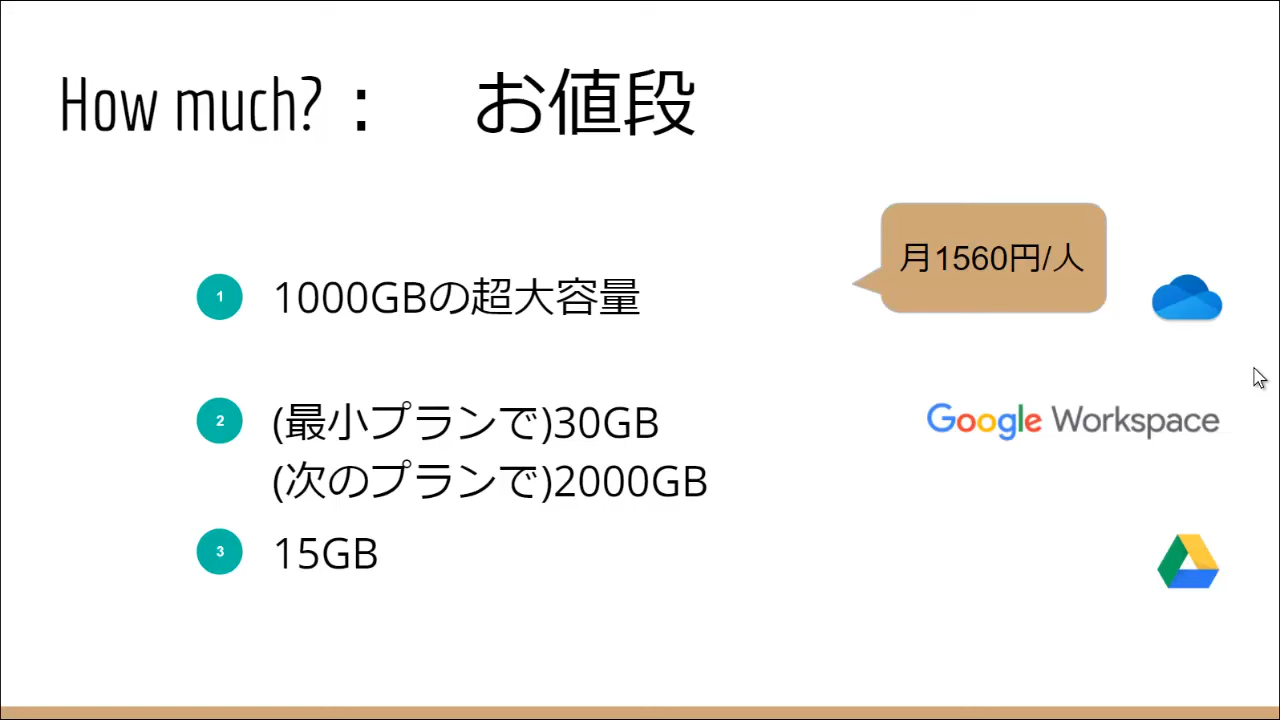 How much?： お値段
月1560円/人
1 1000GBの超大容量
2 (最小プランで)30GB
Google Workspace
(次のプランで)2000GB
3 15GB